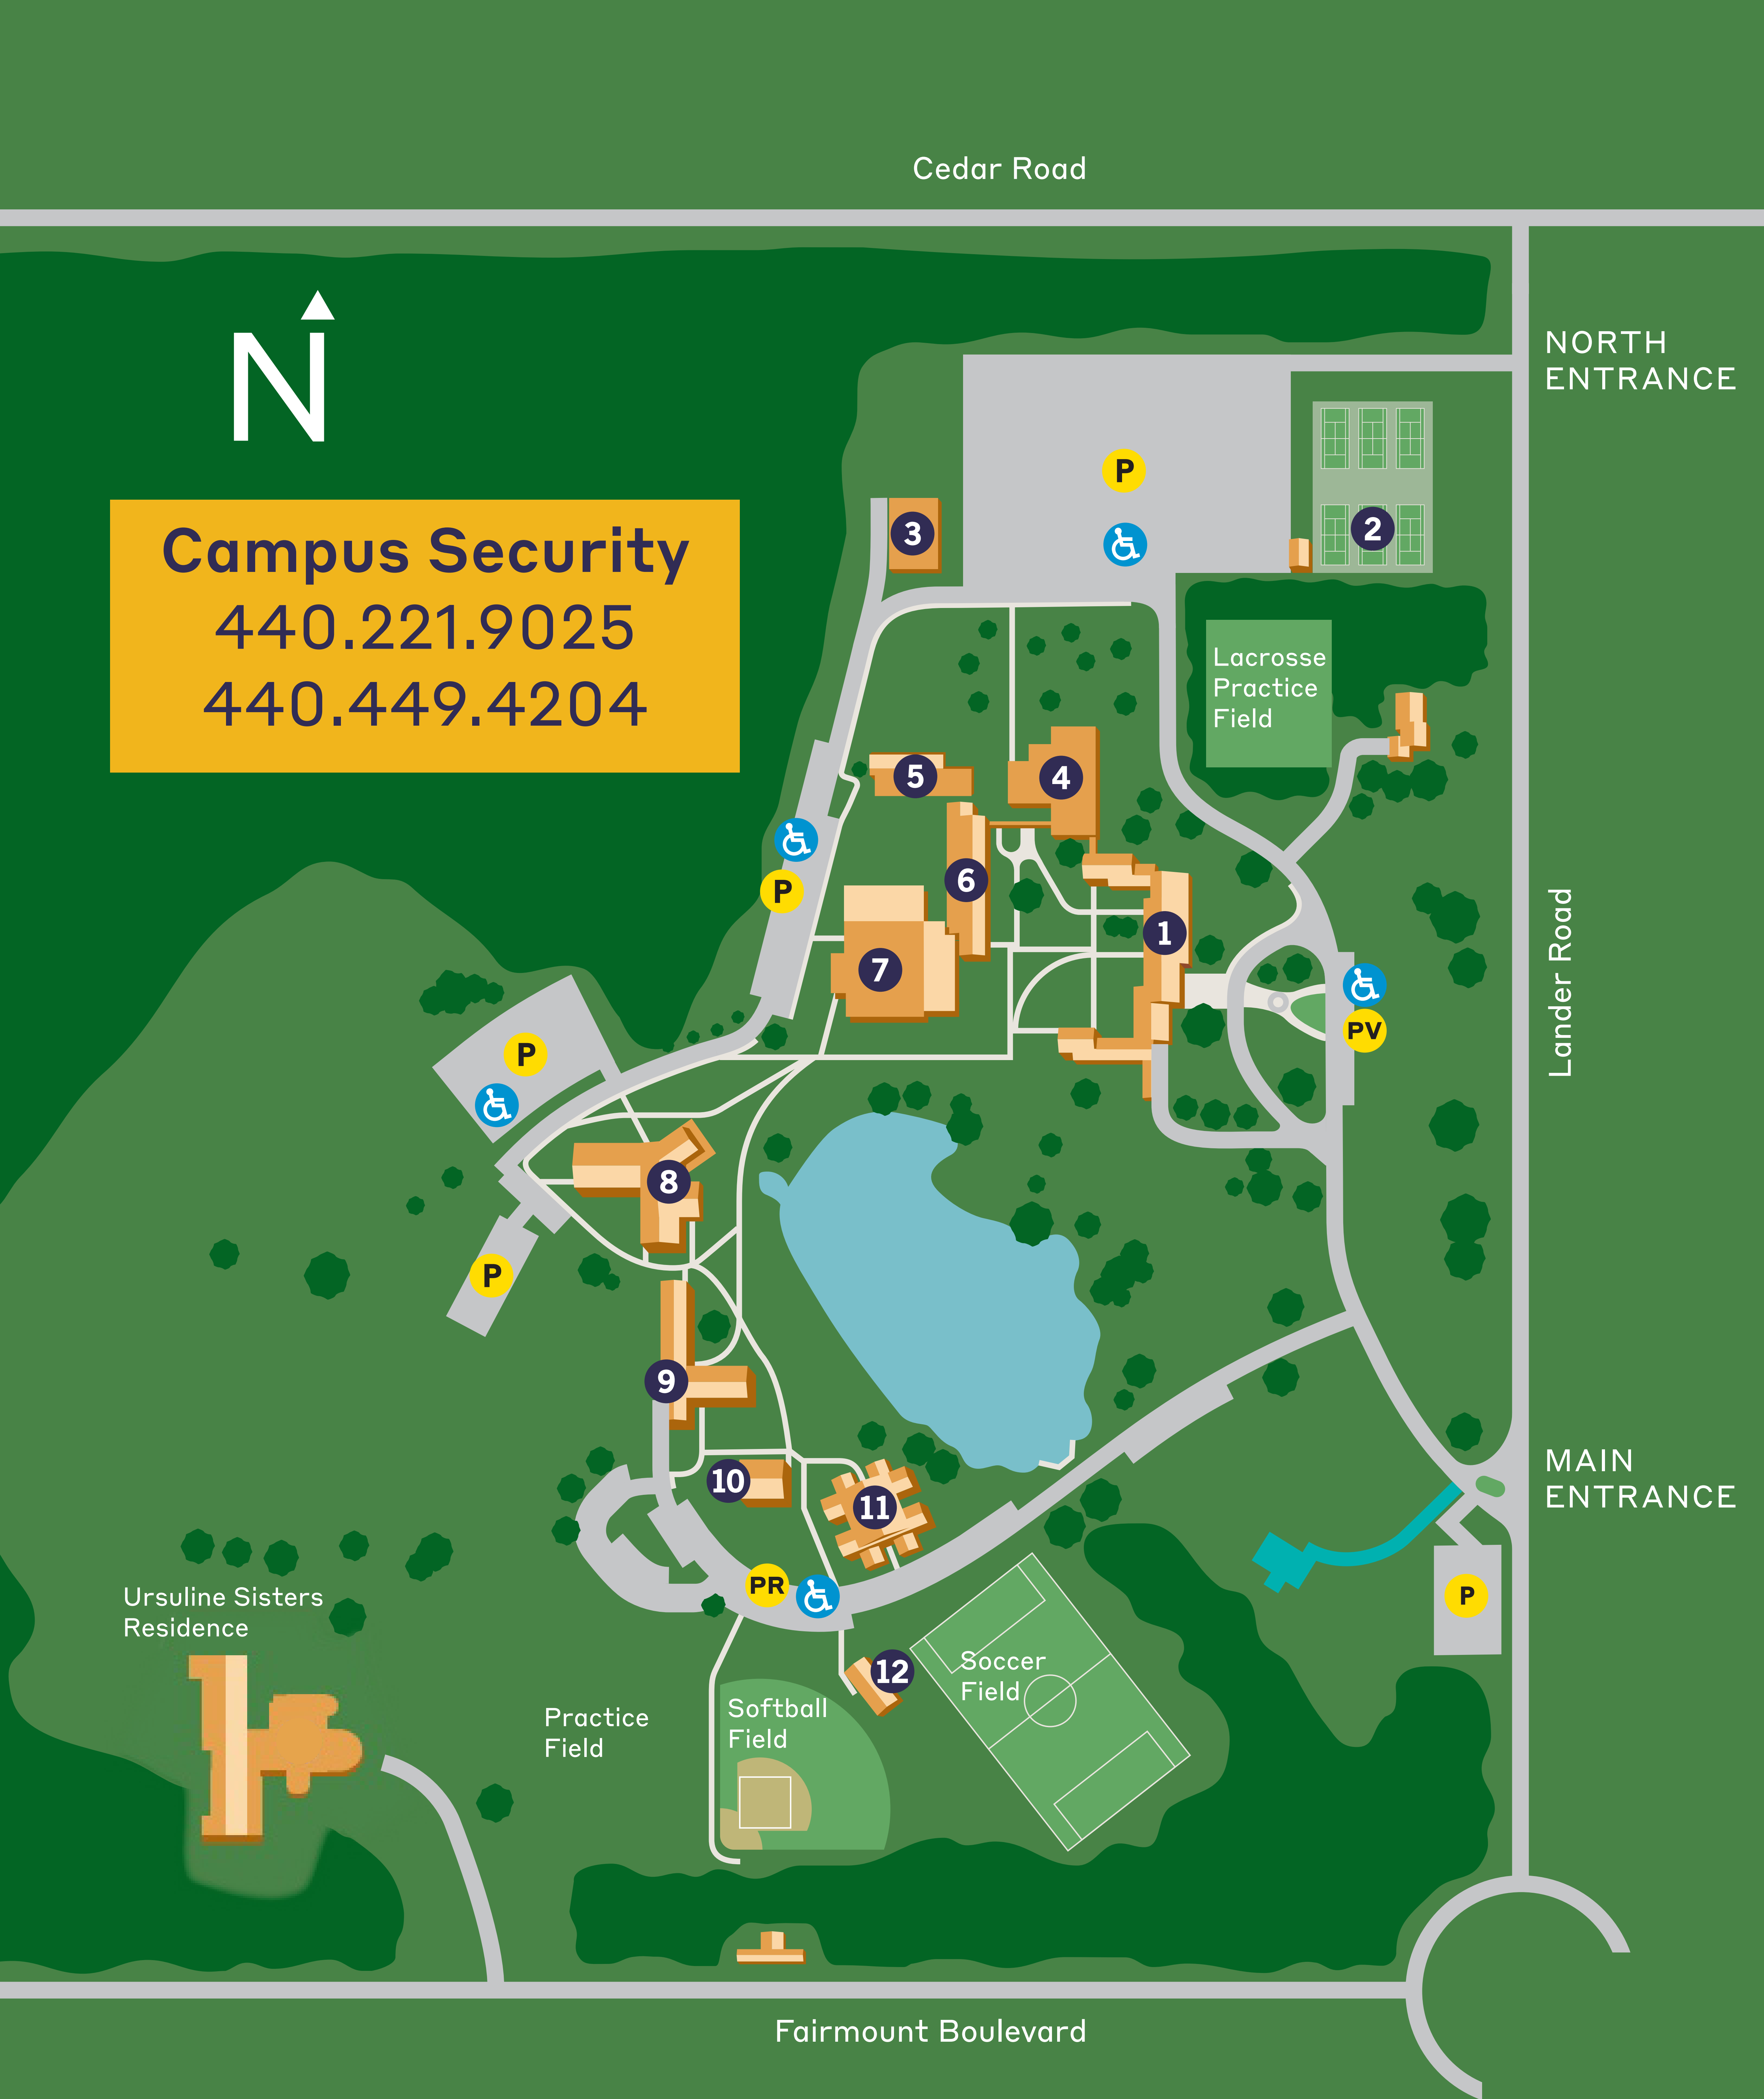 Cedar Road
NORTH
ENTRANCE
N
Campus Security
440.221.9025
440.449.4204
P
3
2
Lacrosse
Practice
Field
5
4
P
6
1
7
PV
Lander Road
P
8
P
9
MAIN
ENTRANCE
10
11
PR
P
Ursuline Sisters
Residence
12
Soccer
Field
Softball
Field
Practice
Field
Fairmount Boulevard